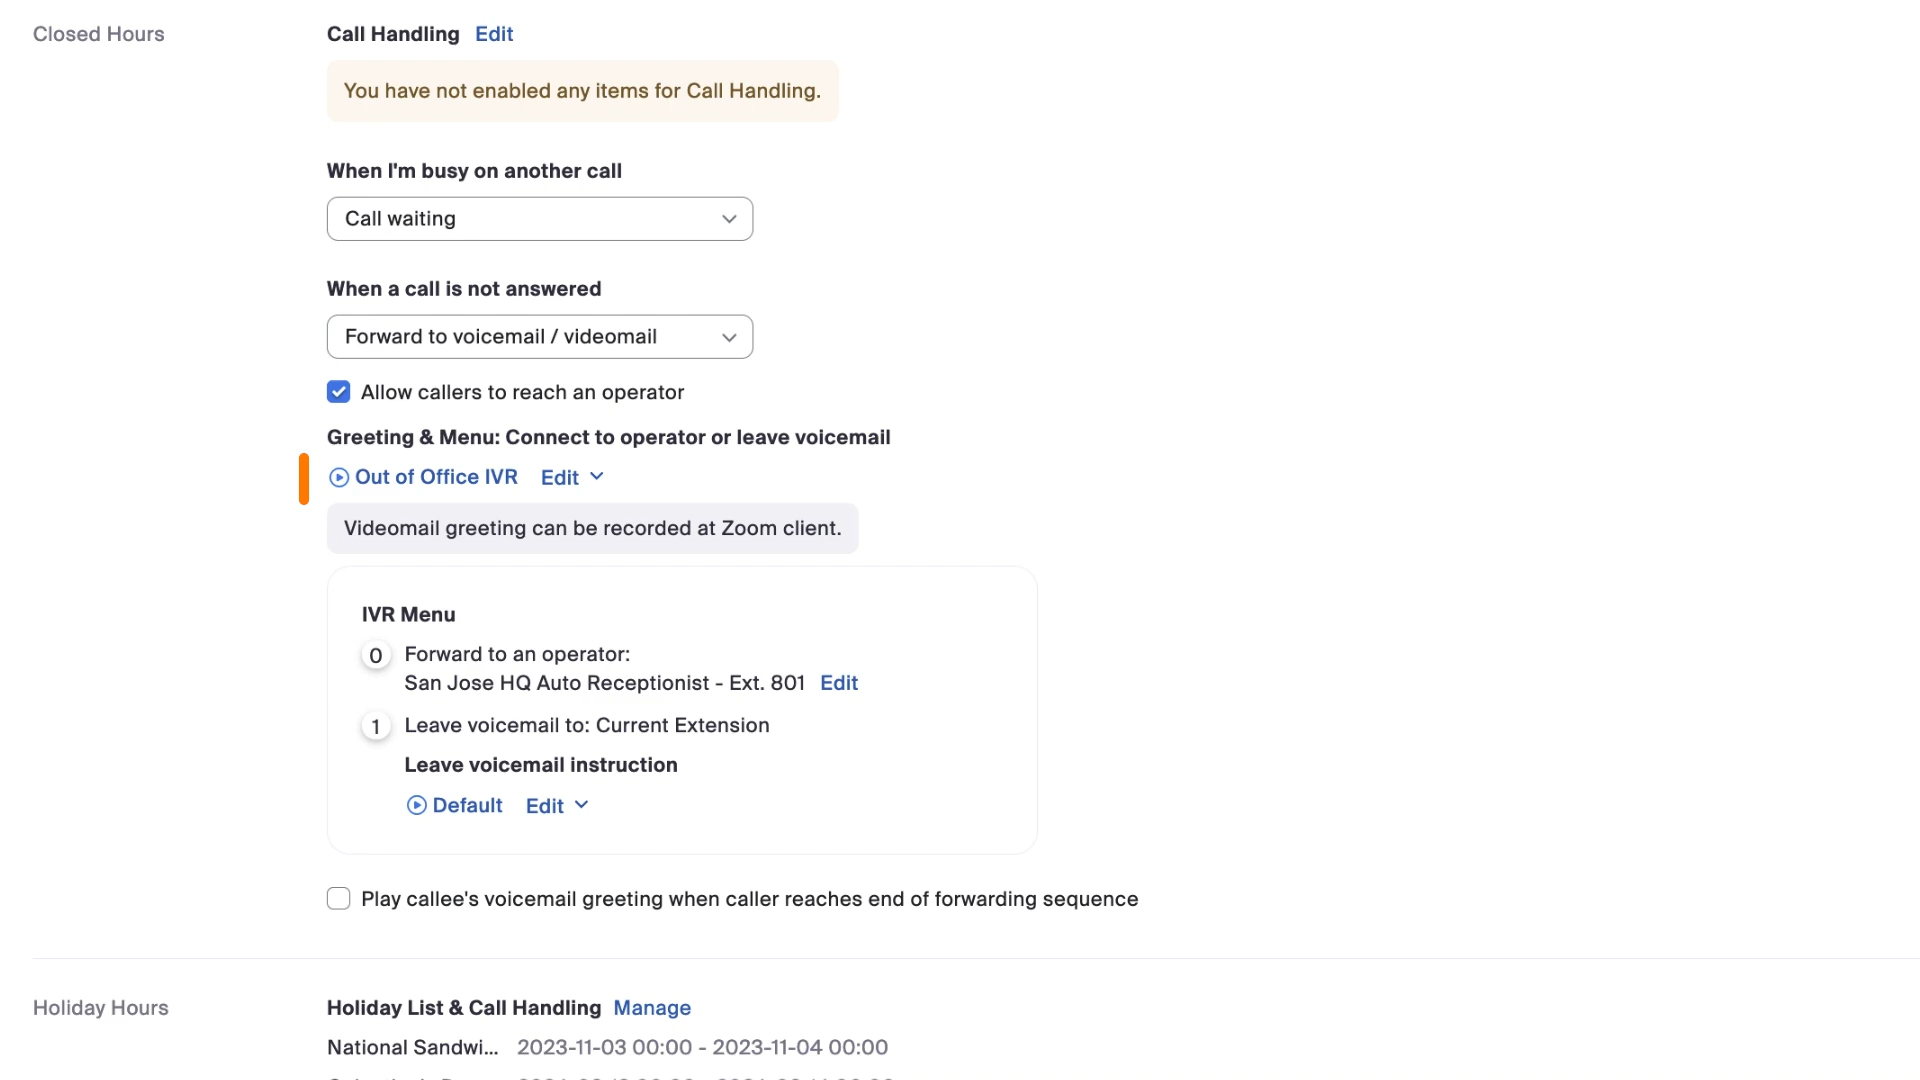 Closed Hours
Call Handling Edit
You have not enabled any items for Call Handling.
When I'm busy on another call
Call waiting
When a call is not answered
Forward to voicemail / videomail
Allow callers to reach an operator
Greeting & Menu: Connect to operator or leave voicemail
Out of Office IVR Edit
Videomail greeting can be recorded at Zoom client.
IVR Menu
0 Forward to an operator:
San Jose HQ Auto Receptionist - Ext. 801 Edit
1 Leave voicemail to: Current Extension
Leave voicemail instruction
Default Edit
Play callee's voicemail greeting when caller reaches end of forwarding sequence
Holiday Hours
Holiday List & Call Handling Manage
National Sandwi... 2023-11-03 00:00 - 2023-11-04 00:00